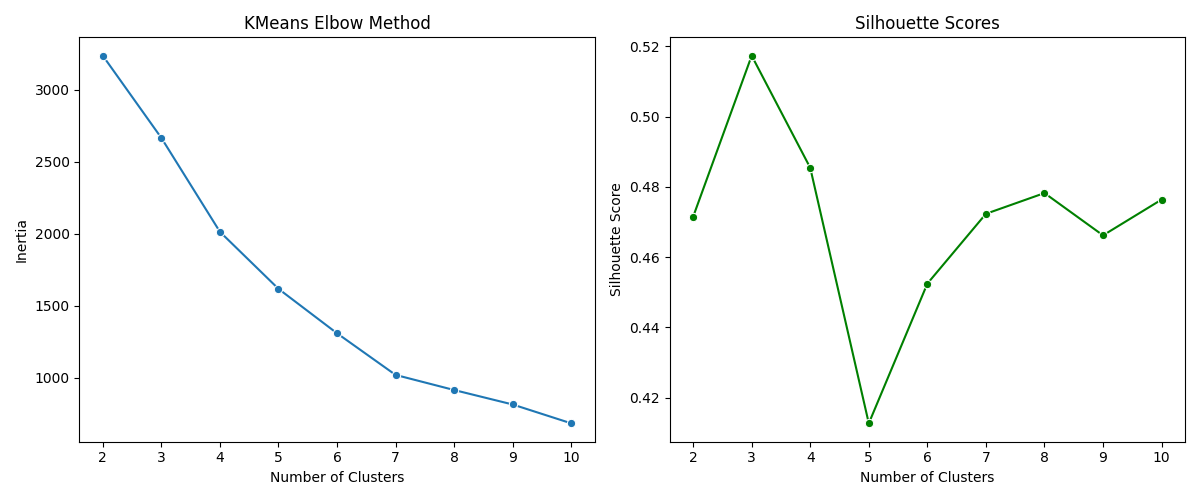 KMeans Elbow Method
Inertia
3000
2500
2000
1500
1000
2 3 4 5 6 7 8 9 10
Number of Clusters
Silhouette Scores
Silhouette Score
0.52
0.50
0.48
0.46
0.44
0.42
2 3 4 5 6 7 8 9 10
Number of Clusters